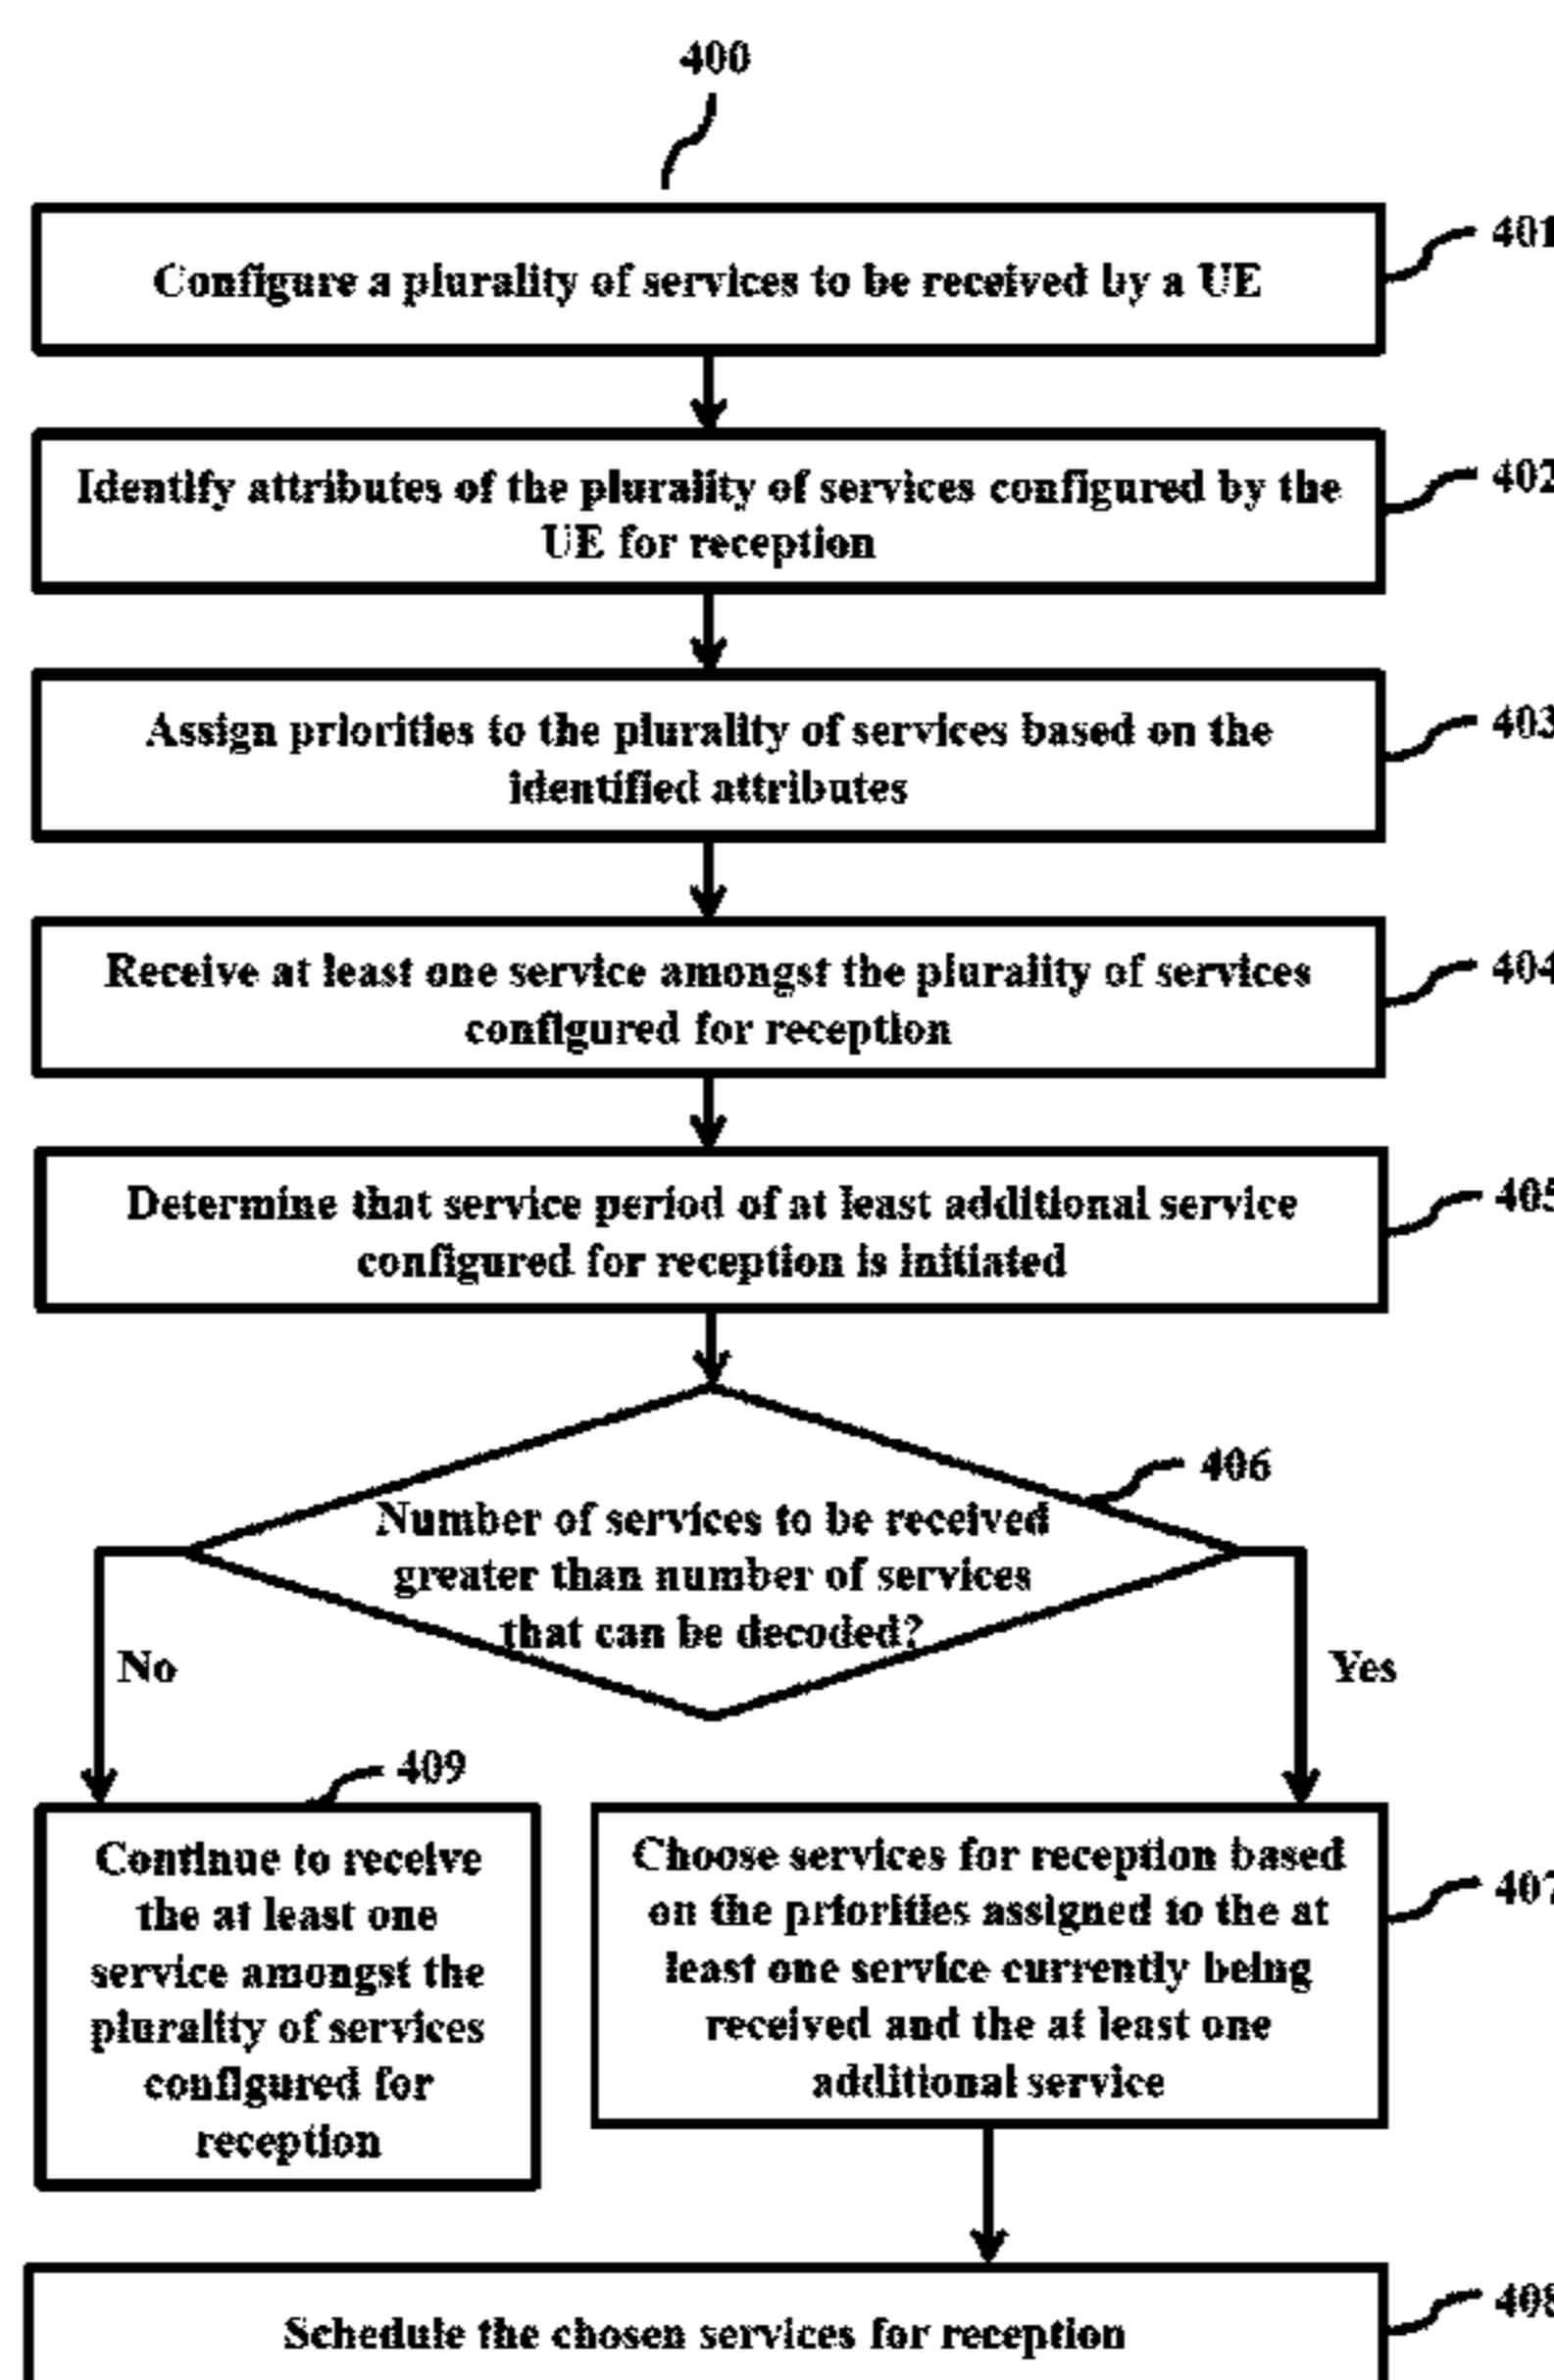 400
Configure a plurality of services to be received by a UE
401
Identify attributes of the plurality of services configured by the
UE for reception
402
Assign priorities to the plurality of services based on the
identified attributes
403
Receive at least one service amongst the plurality of services
configured for reception
404
Determine that service period of at least additional service
configured for reception is initiated
405
Number of services to be received
greater than number of services
that can be decoded?
406
No
Yes
409
Continue to receive
the at least one
service amongst the
plurality of services
configured for
reception
Choose services for reception based
on the priorities assigned to the at
least one service currently being
received and the at least one
additional service
407
Schedule the chosen services for reception
408